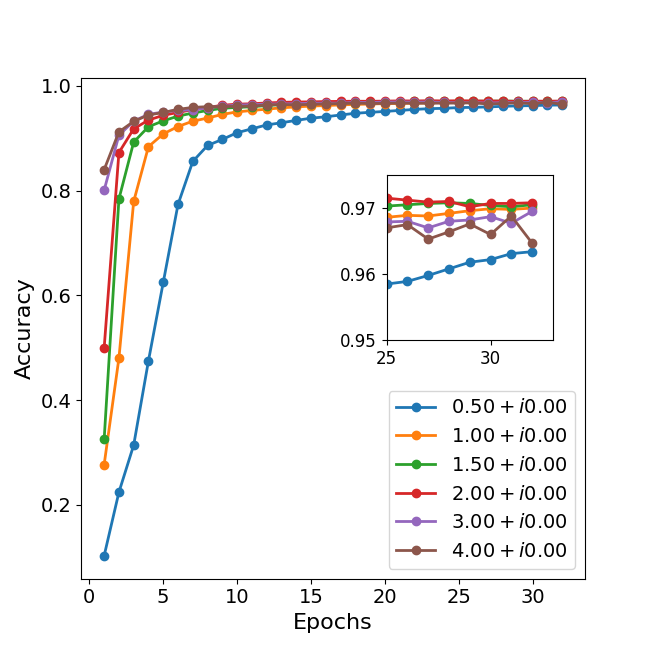 1.0
0.8
0.6
0.4
0.2
Accuracy
0
5
10
15
20
25
30
Epochs
0.97
0.96
0.95
25
30
0.50 + i0.00
1.00 + i0.00
1.50 + i0.00
2.00 + i0.00
3.00 + i0.00
4.00 + i0.00